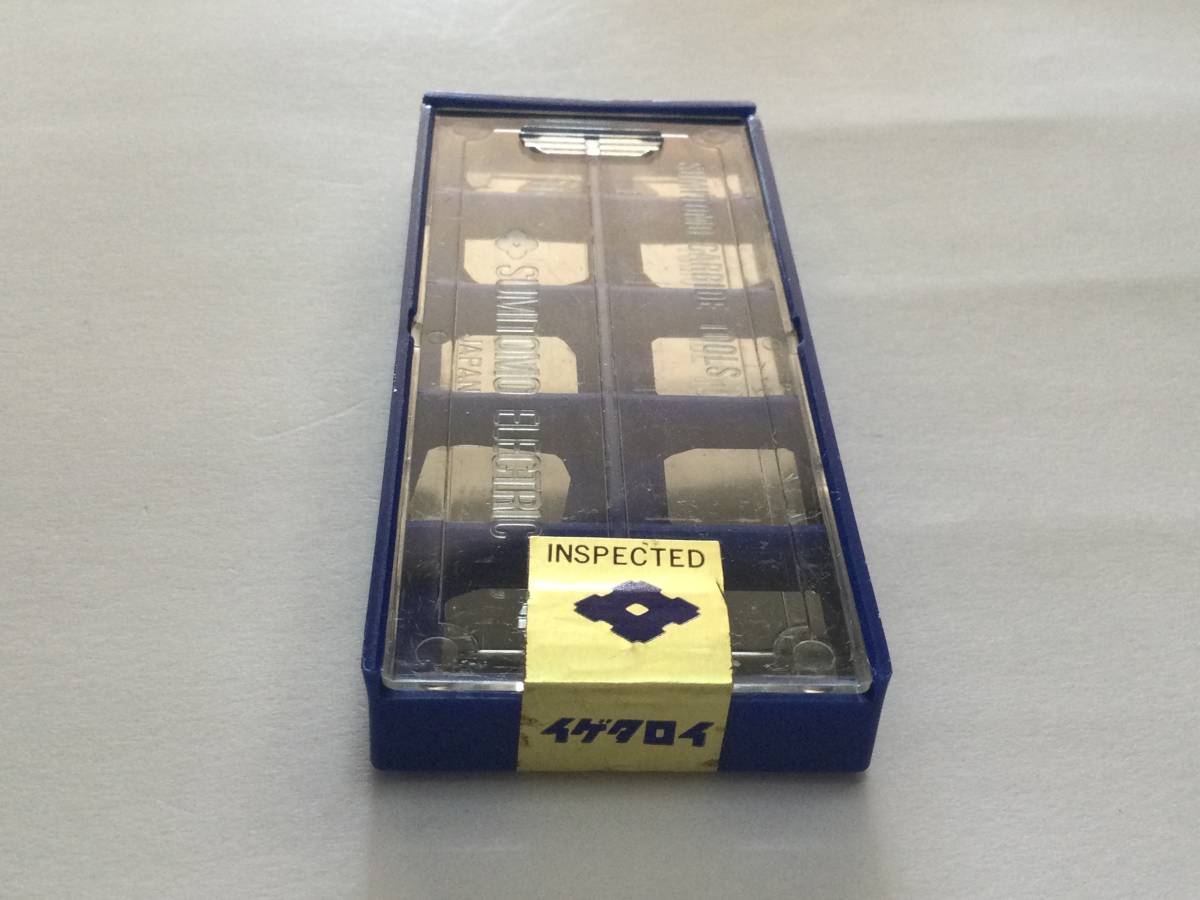 SUMITOMO ELECTRIC
JAPAN
SUMITOMO CARBIDE TOOLS
INSPECTED
イゲタロイ